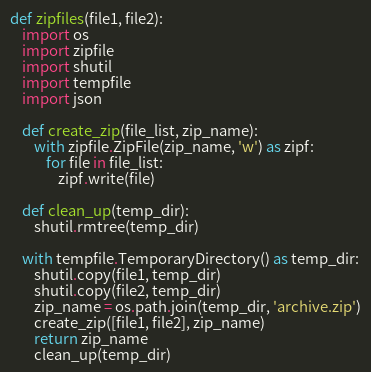 def zipfiles(file1, file2):
    import os
    import zipfile
    import shutil
    import tempfile
    import json

    def create_zip(file_list, zip_name):
        with zipfile.ZipFile(zip_name, 'w') as zipf:
            for file in file_list:
                zipf.write(file)

    def clean_up(temp_dir):
        shutil.rmtree(temp_dir)

    with tempfile.TemporaryDirectory() as temp_dir:
        shutil.copy(file1, temp_dir)
        shutil.copy(file2, temp_dir)
        zip_name = os.path.join(temp_dir, 'archive.zip')
        create_zip([file1, file2], zip_name)
        return zip_name
        clean_up(temp_dir)